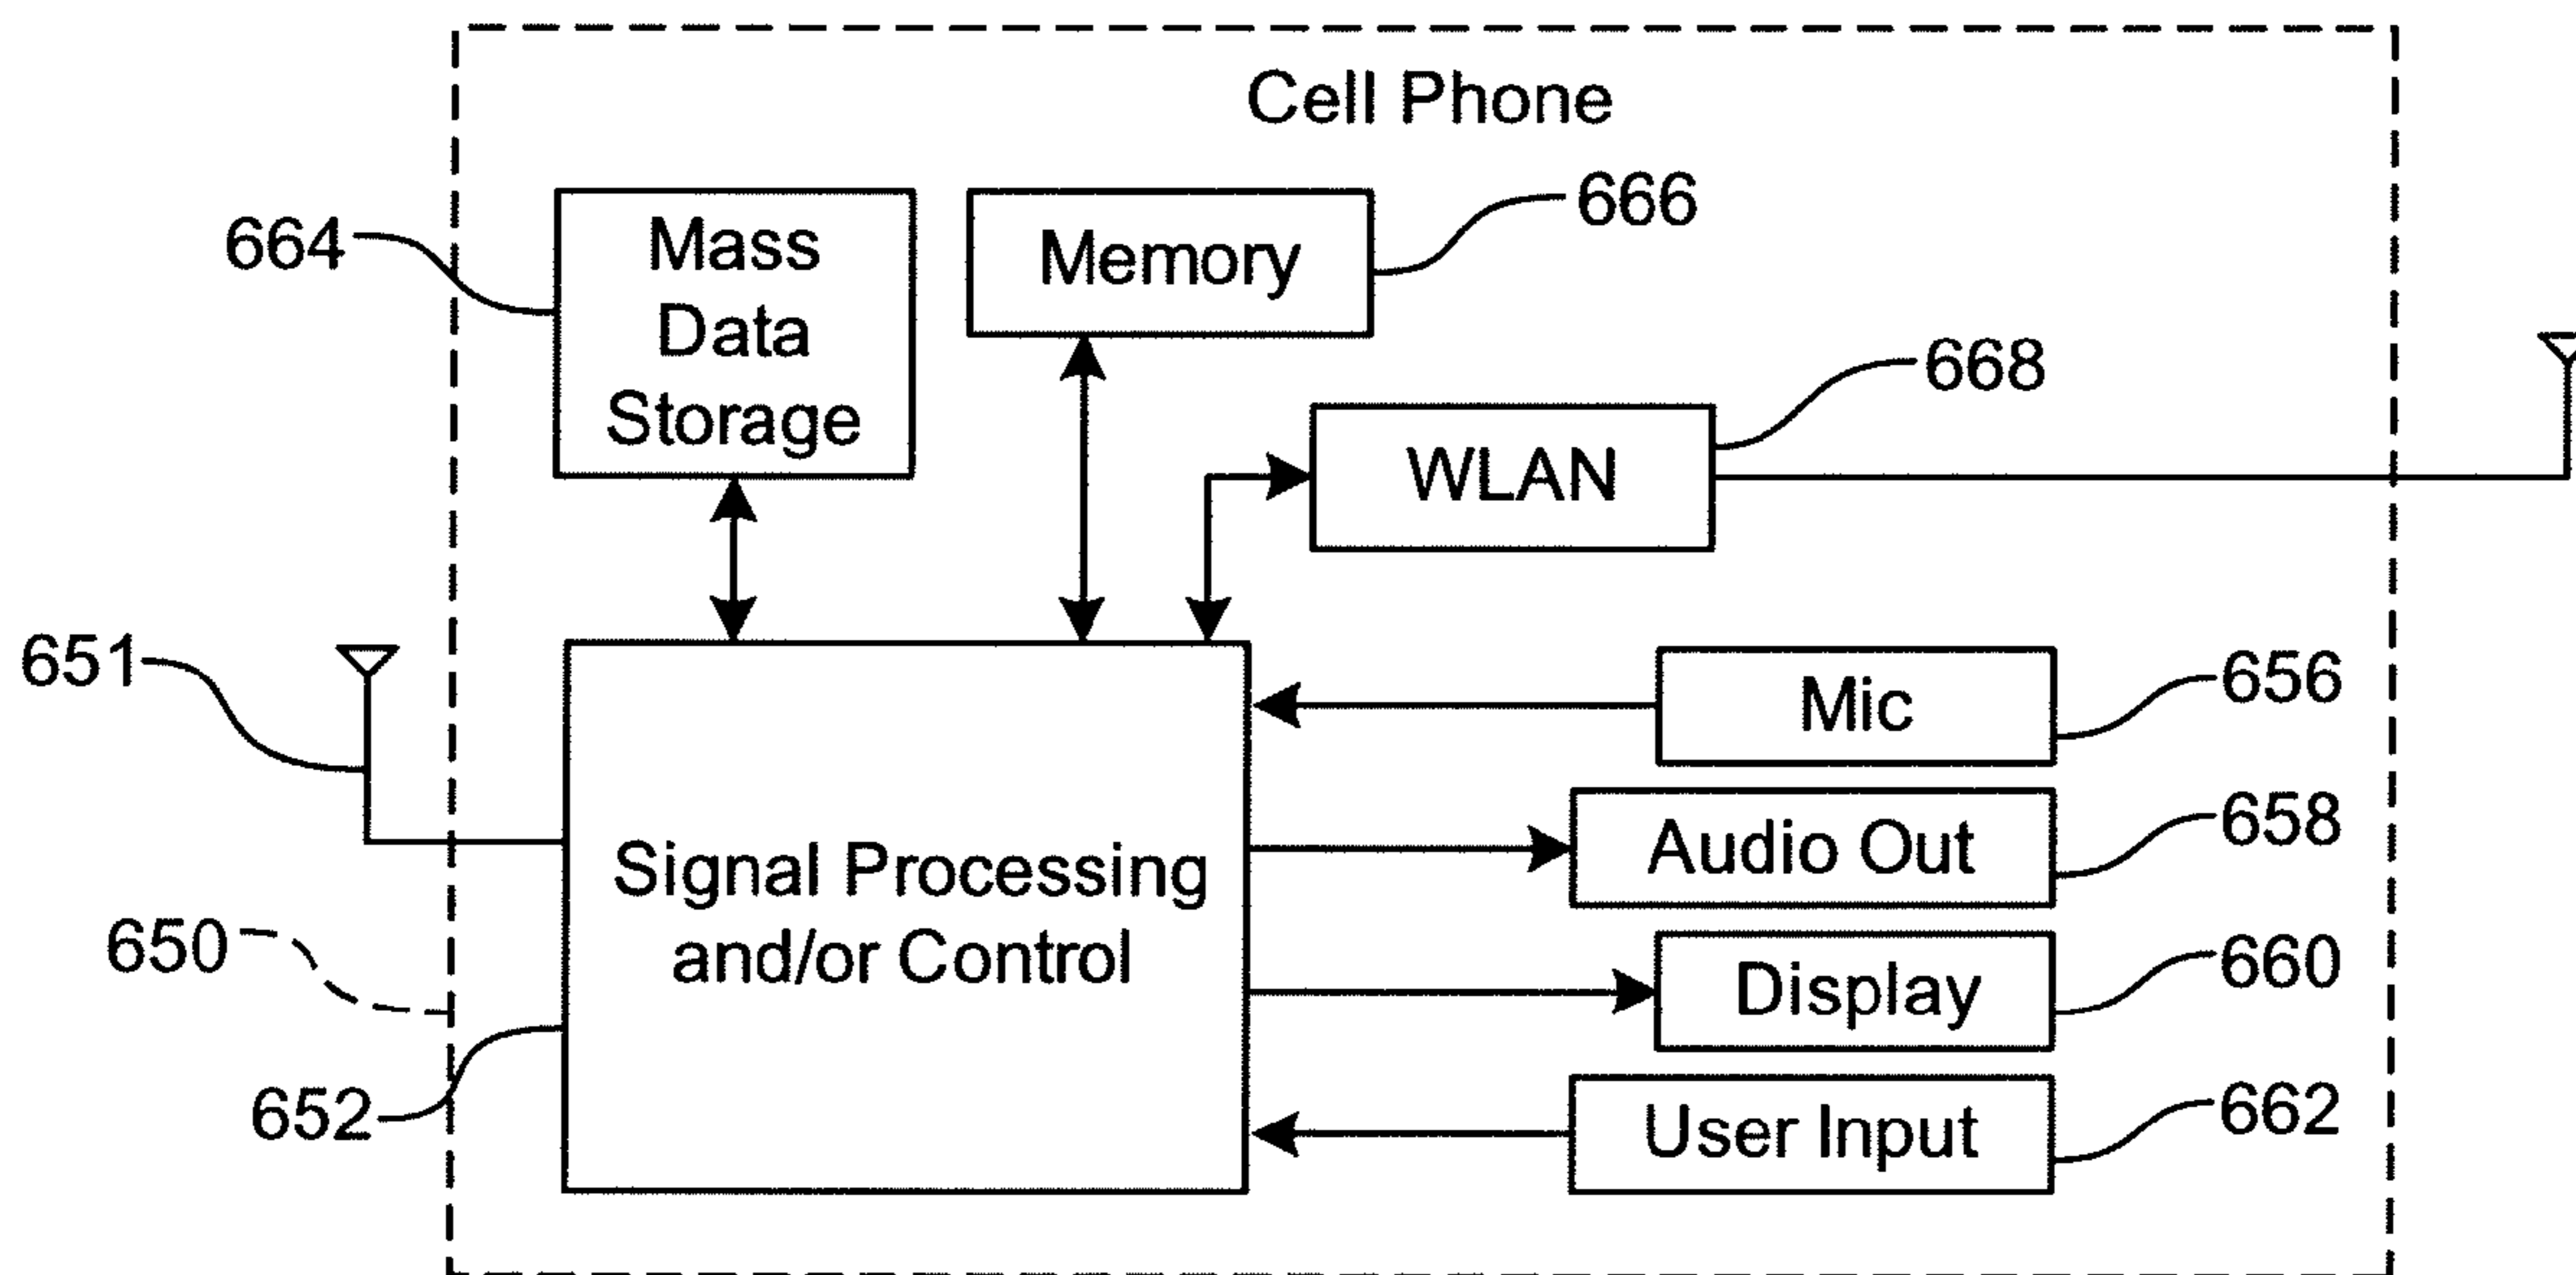 Cell Phone
664
Mass
Data
Storage
Memory
666
WLAN
668
651
Mic
656
Signal Processing
and/or Control
Audio Out
658
650
Display
660
652
User Input
662